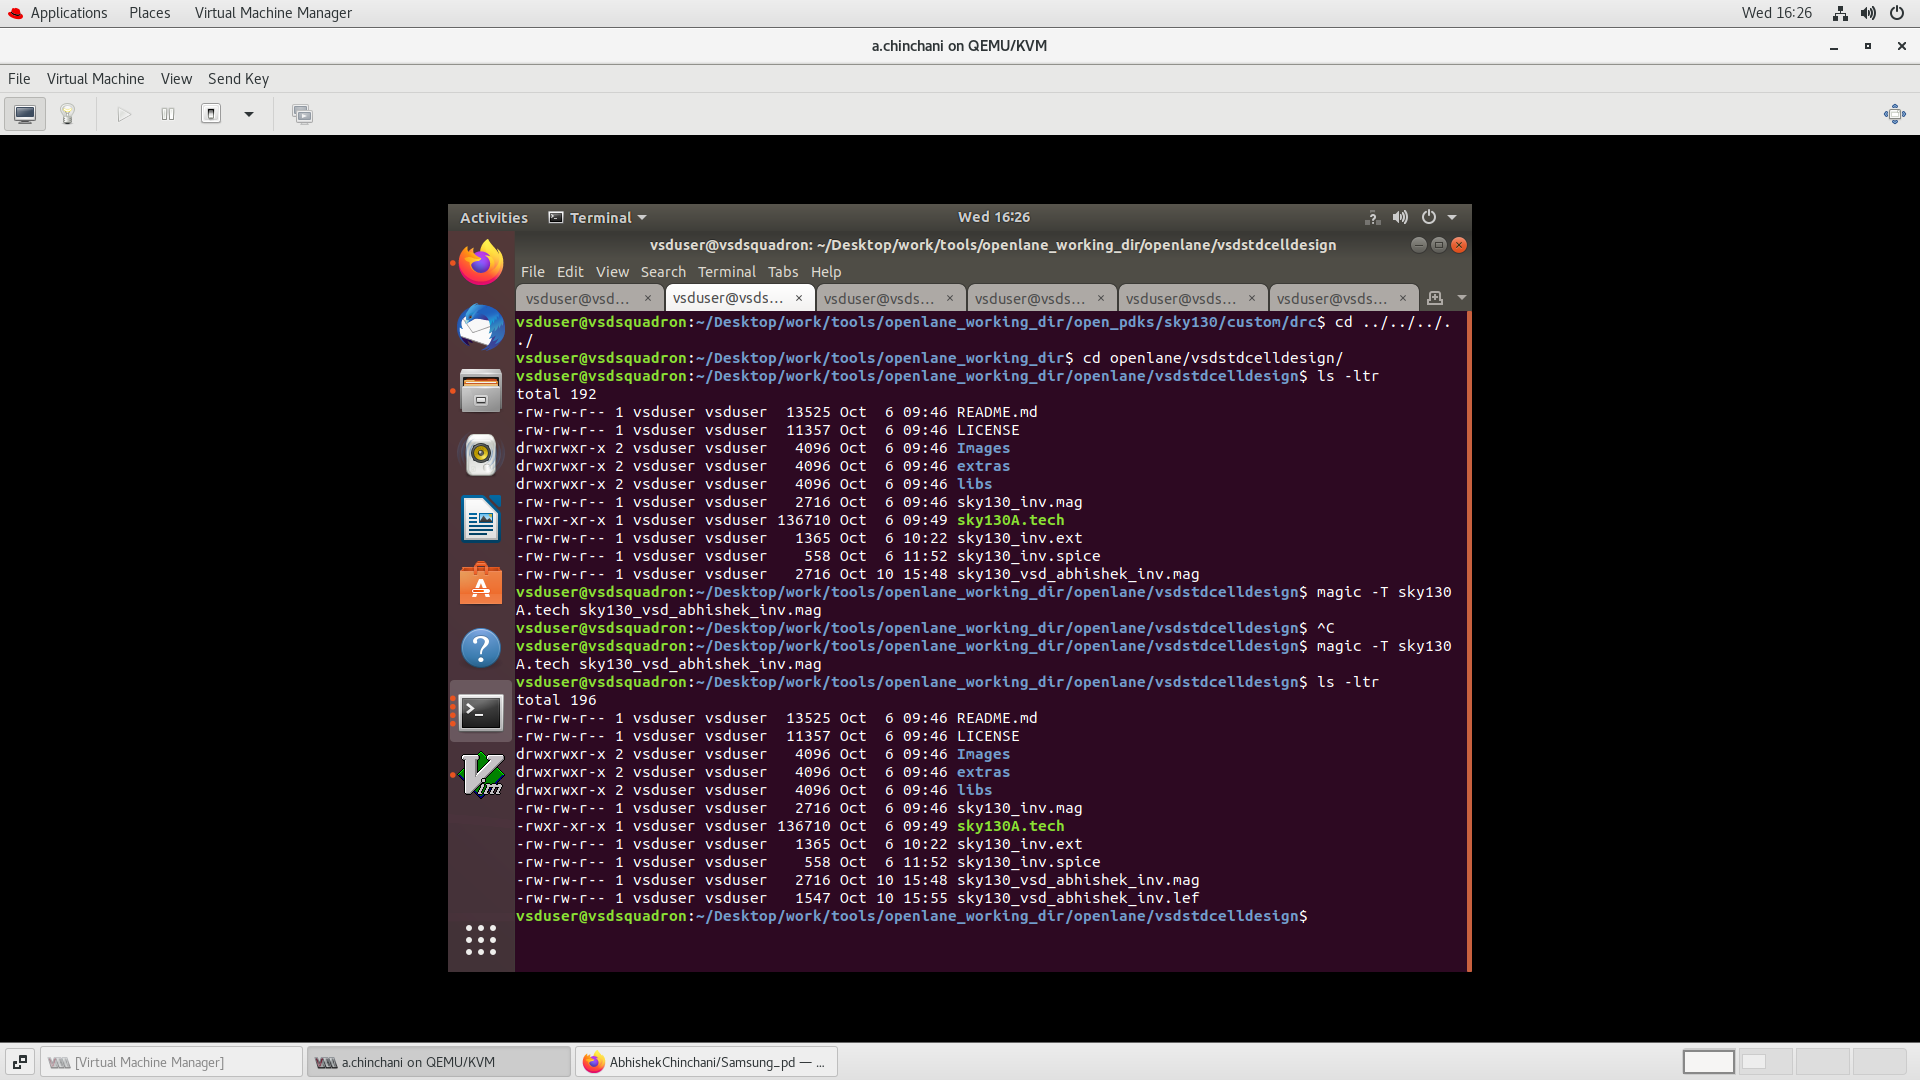 Applications Places Virtual Machine Manager Wed 16:26
a.chinchani on QEMU/KVM
File Virtual Machine View Send Key
Activities Terminal Wed 16:26
vsduser@vsdsquadron: ~/Desktop/work/tools/openlane_working_dir/openlane/vsdstdcelldesign
File Edit View Search Terminal Tabs Help
vsduser@vsd... × vsduser@vsds... × vsduser@vsds... × vsduser@vsds... × vsduser@vsds... × vsduser@vsds... ×
vsduser@vsdsquadron:~/Desktop/work/tools/openlane_working_dir/open_pdks/sky130/custom/drc$ cd ../../../.
./
vsduser@vsdsquadron:~/Desktop/work/tools/openlane_working_dir$ cd openlane/vsdstdcelldesign/
vsduser@vsdsquadron:~/Desktop/work/tools/openlane_working_dir/openlane/vsdstdcelldesign$ ls -ltr
total 192
-rw-rw-r-- 1 vsduser vsduser  13525 Oct  6 09:46 README.md
-rw-rw-r-- 1 vsduser vsduser  11357 Oct  6 09:46 LICENSE
drwxrwxr-x 2 vsduser vsduser   4096 Oct  6 09:46 Images
drwxrwxr-x 2 vsduser vsduser   4096 Oct  6 09:46 extras
drwxrwxr-x 2 vsduser vsduser   4096 Oct  6 09:46 libs
-rw-rw-r-- 1 vsduser vsduser   2716 Oct  6 09:46 sky130_inv.mag
-rwxr-xr-x 1 vsduser vsduser 136710 Oct  6 09:49 sky130A.tech
-rw-rw-r-- 1 vsduser vsduser   1365 Oct  6 10:22 sky130_inv.ext
-rw-rw-r-- 1 vsduser vsduser    558 Oct  6 11:52 sky130_inv.spice
-rw-rw-r-- 1 vsduser vsduser   2716 Oct 10 15:48 sky130_vsd_abhishek_inv.mag
vsduser@vsdsquadron:~/Desktop/work/tools/openlane_working_dir/openlane/vsdstdcelldesign$ magic -T sky130
A.tech sky130_vsd_abhishek_inv.mag
vsduser@vsdsquadron:~/Desktop/work/tools/openlane_working_dir/openlane/vsdstdcelldesign$ ^C
vsduser@vsdsquadron:~/Desktop/work/tools/openlane_working_dir/openlane/vsdstdcelldesign$ magic -T sky130
A.tech sky130_vsd_abhishek_inv.mag
vsduser@vsdsquadron:~/Desktop/work/tools/openlane_working_dir/openlane/vsdstdcelldesign$ ls -ltr
total 196
-rw-rw-r-- 1 vsduser vsduser  13525 Oct  6 09:46 README.md
-rw-rw-r-- 1 vsduser vsduser  11357 Oct  6 09:46 LICENSE
drwxrwxr-x 2 vsduser vsduser   4096 Oct  6 09:46 Images
drwxrwxr-x 2 vsduser vsduser   4096 Oct  6 09:46 extras
drwxrwxr-x 2 vsduser vsduser   4096 Oct  6 09:46 libs
-rw-rw-r-- 1 vsduser vsduser   2716 Oct  6 09:46 sky130_inv.mag
-rwxr-xr-x 1 vsduser vsduser 136710 Oct  6 09:49 sky130A.tech
-rw-rw-r-- 1 vsduser vsduser   1365 Oct  6 10:22 sky130_inv.ext
-rw-rw-r-- 1 vsduser vsduser    558 Oct  6 11:52 sky130_inv.spice
-rw-rw-r-- 1 vsduser vsduser   2716 Oct 10 15:48 sky130_vsd_abhishek_inv.mag
-rw-rw-r-- 1 vsduser vsduser   1547 Oct 10 15:55 sky130_vsd_abhishek_inv.lef
vsduser@vsdsquadron:~/Desktop/work/tools/openlane_working_dir/openlane/vsdstdcelldesign$
[Virtual Machine Manager] a.chinchani on QEMU/KVM AbhishekChinchani/Samsung_pd — ...